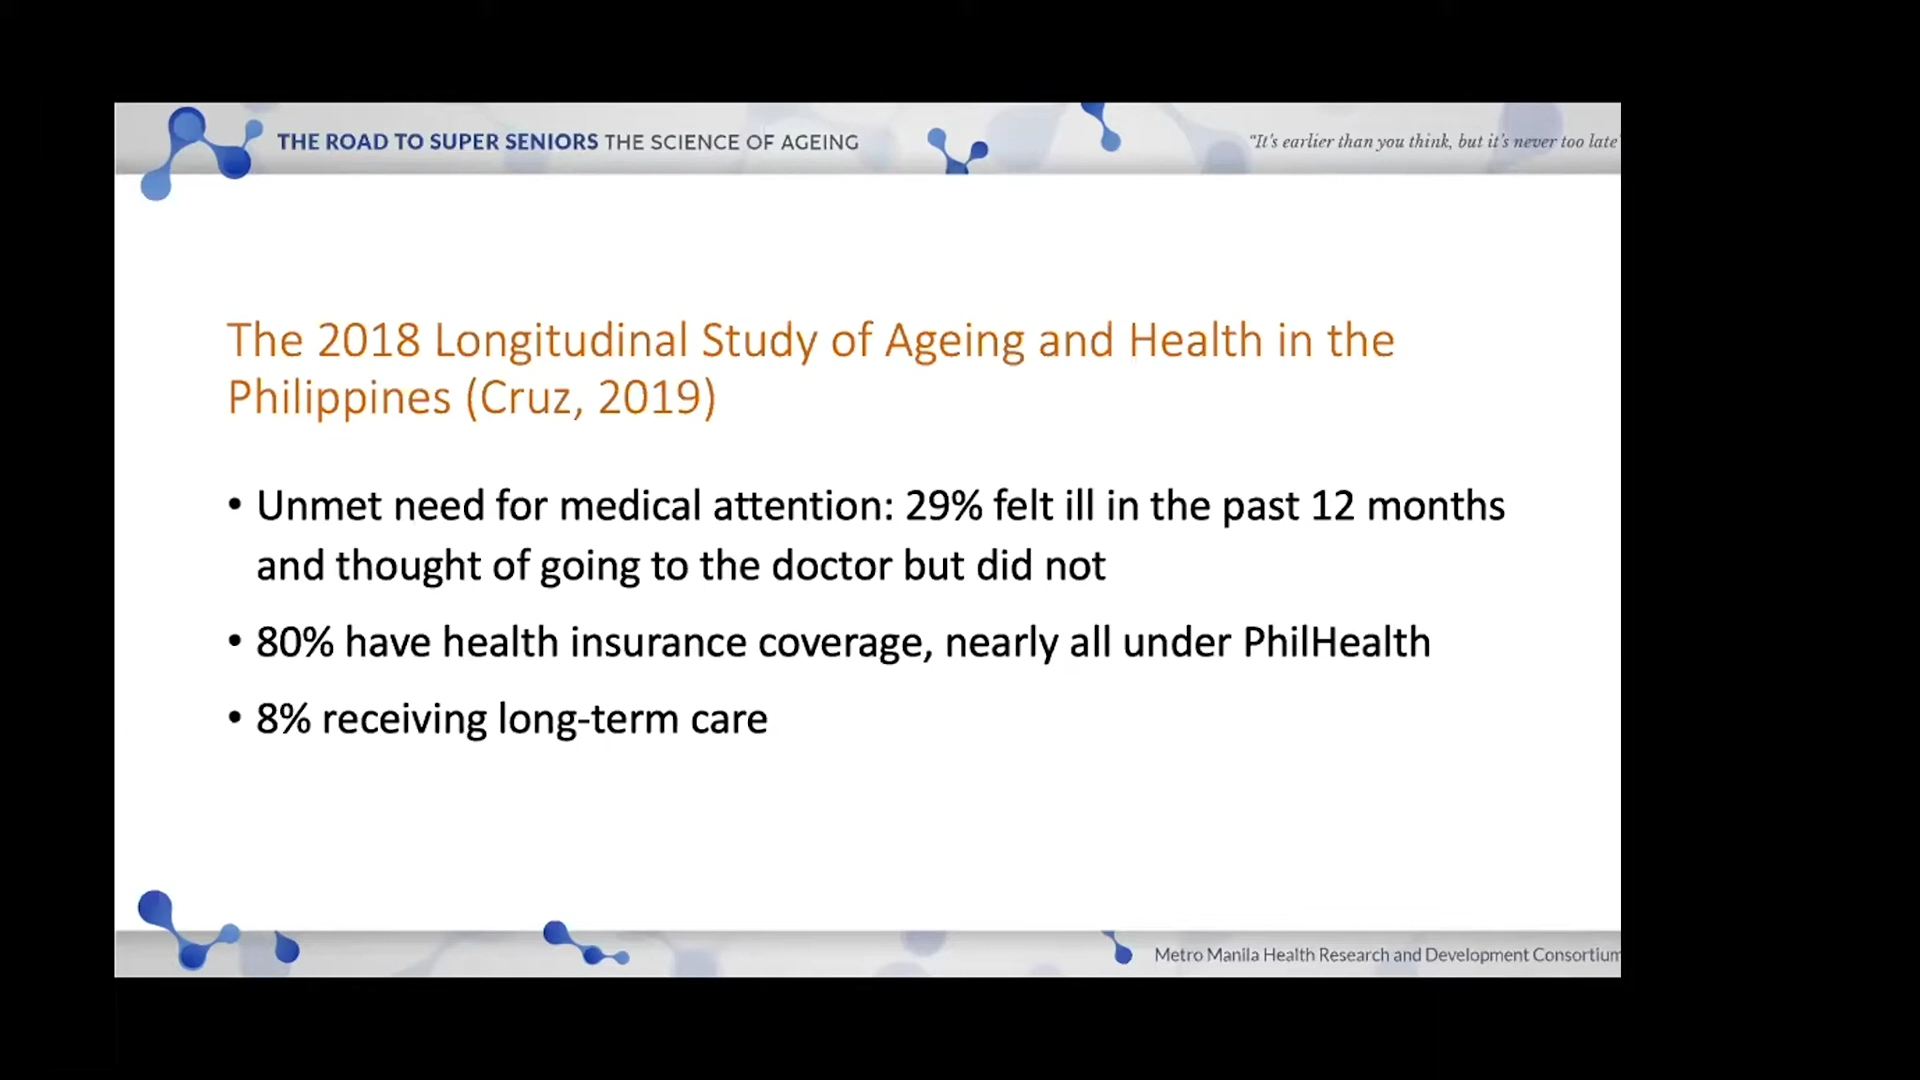 THE ROAD TO SUPER SENIORS THE SCIENCE OF AGEING
“It’s earlier than you think, but it’s never too late”
The 2018 Longitudinal Study of Ageing and Health in the
Philippines (Cruz, 2019)
• Unmet need for medical attention: 29% felt ill in the past 12 months
and thought of going to the doctor but did not
• 80% have health insurance coverage, nearly all under PhilHealth
• 8% receiving long-term care
Metro Manila Health Research and Development Consortium